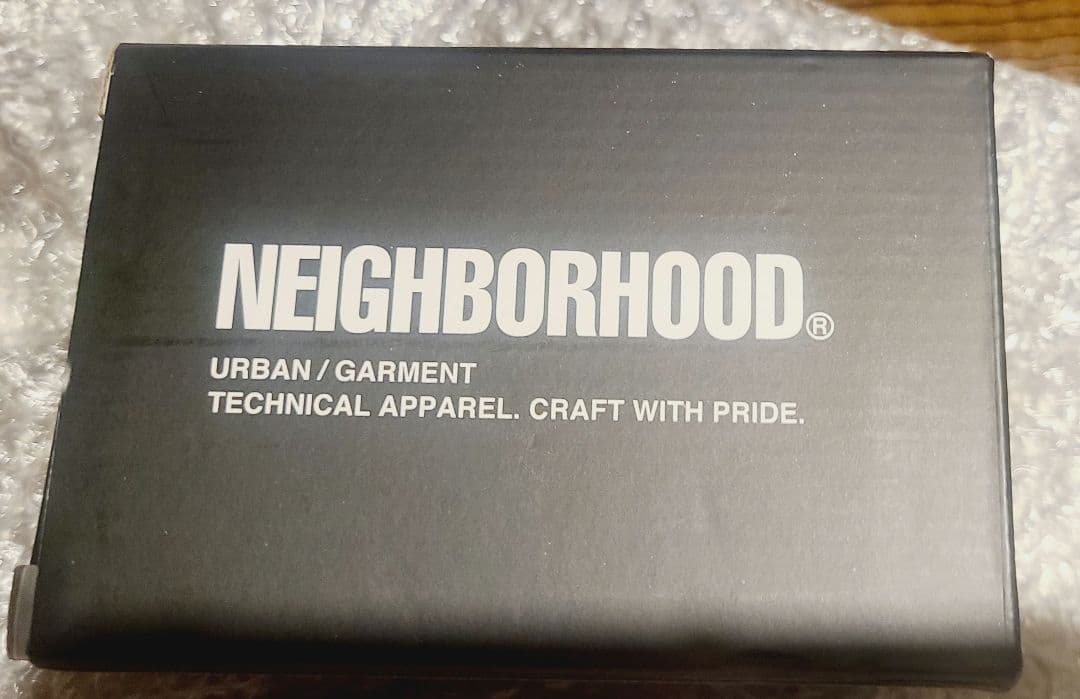 NEIGHBORHOOD®
URBAN / GARMENT
TECHNICAL APPAREL. CRAFT WITH PRIDE.